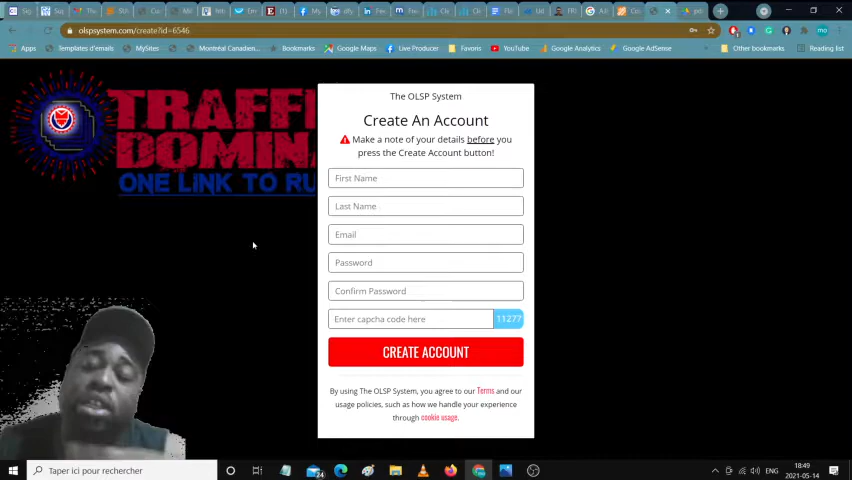 olspsystem.com/create?id=6546
Apps
Templates d'emails
MySites
Montréal Canadien...
Bookmarks
Google Maps
Live Producer
Favoris
YouTube
Google Analytics
Google AdSense
Other bookmarks
Reading list
TRAFFI
DOMIN
ONE LINK TO RU
The OLSP System
Create An Account
Make a note of your details before you
press the Create Account button!
First Name
Last Name
Email
Password
Confirm Password
Enter capcha code here
11277
CREATE ACCOUNT
By using The OLSP System, you agree to our Terms and our
usage policies, such as how we handle your experience
through cookie usage.
Taper ici pour rechercher
24
ENG
18:49
2021-05-14